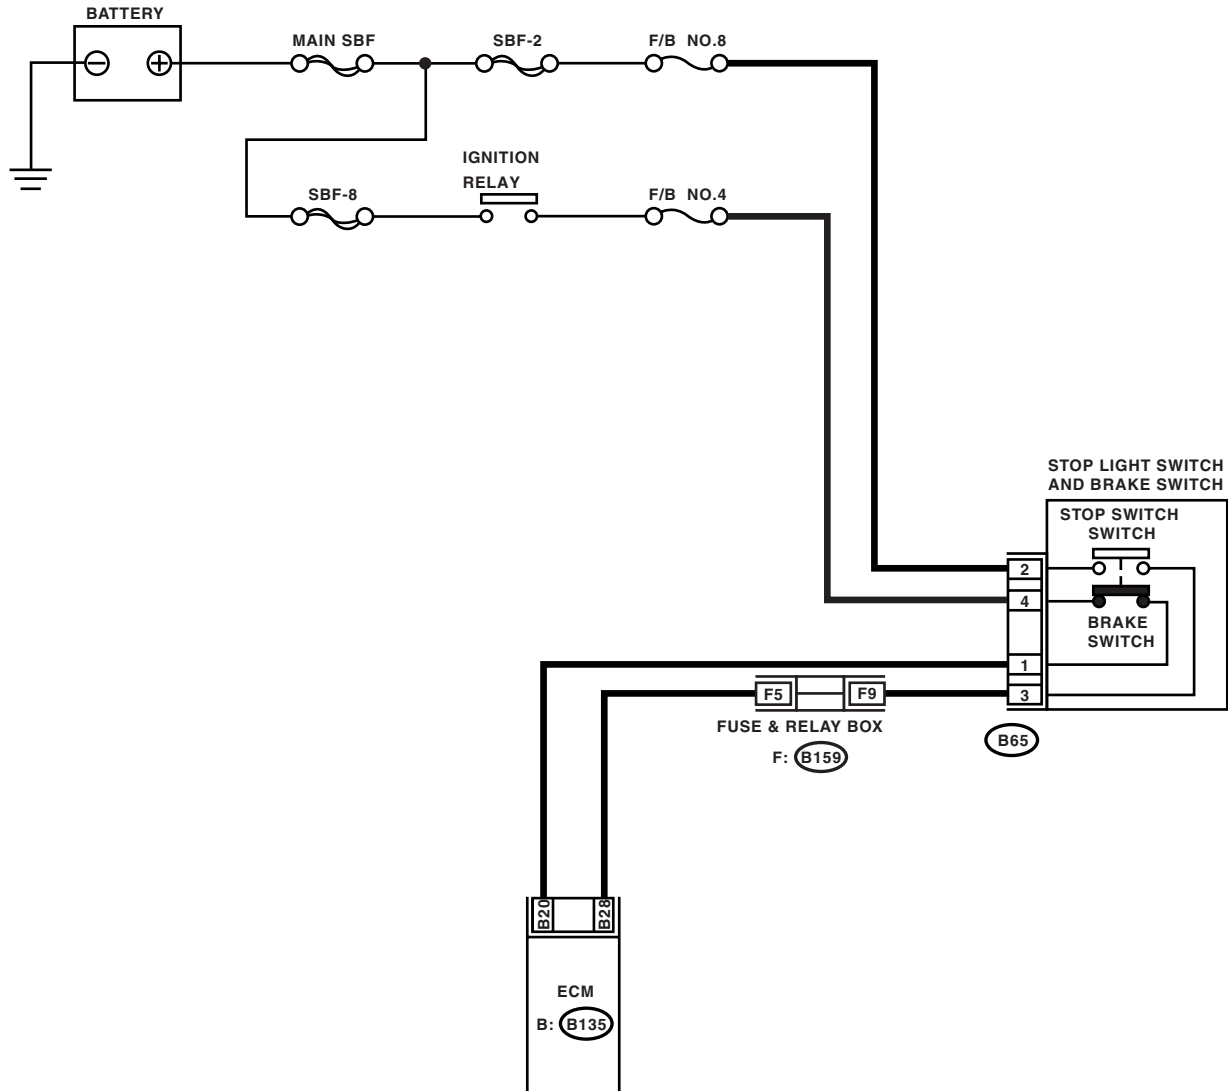 BATTERY
MAIN SBF
SBF-2
F/B NO.8
IGNITION
RELAY
SBF-8
F/B NO.4
STOP LIGHT SWITCH
AND BRAKE SWITCH
STOP SWITCH
SWITCH
2
4
BRAKE
SWITCH
1
F5
F9
3
FUSE & RELAY BOX
F: B159
B65
B20
B28
ECM
B: B135